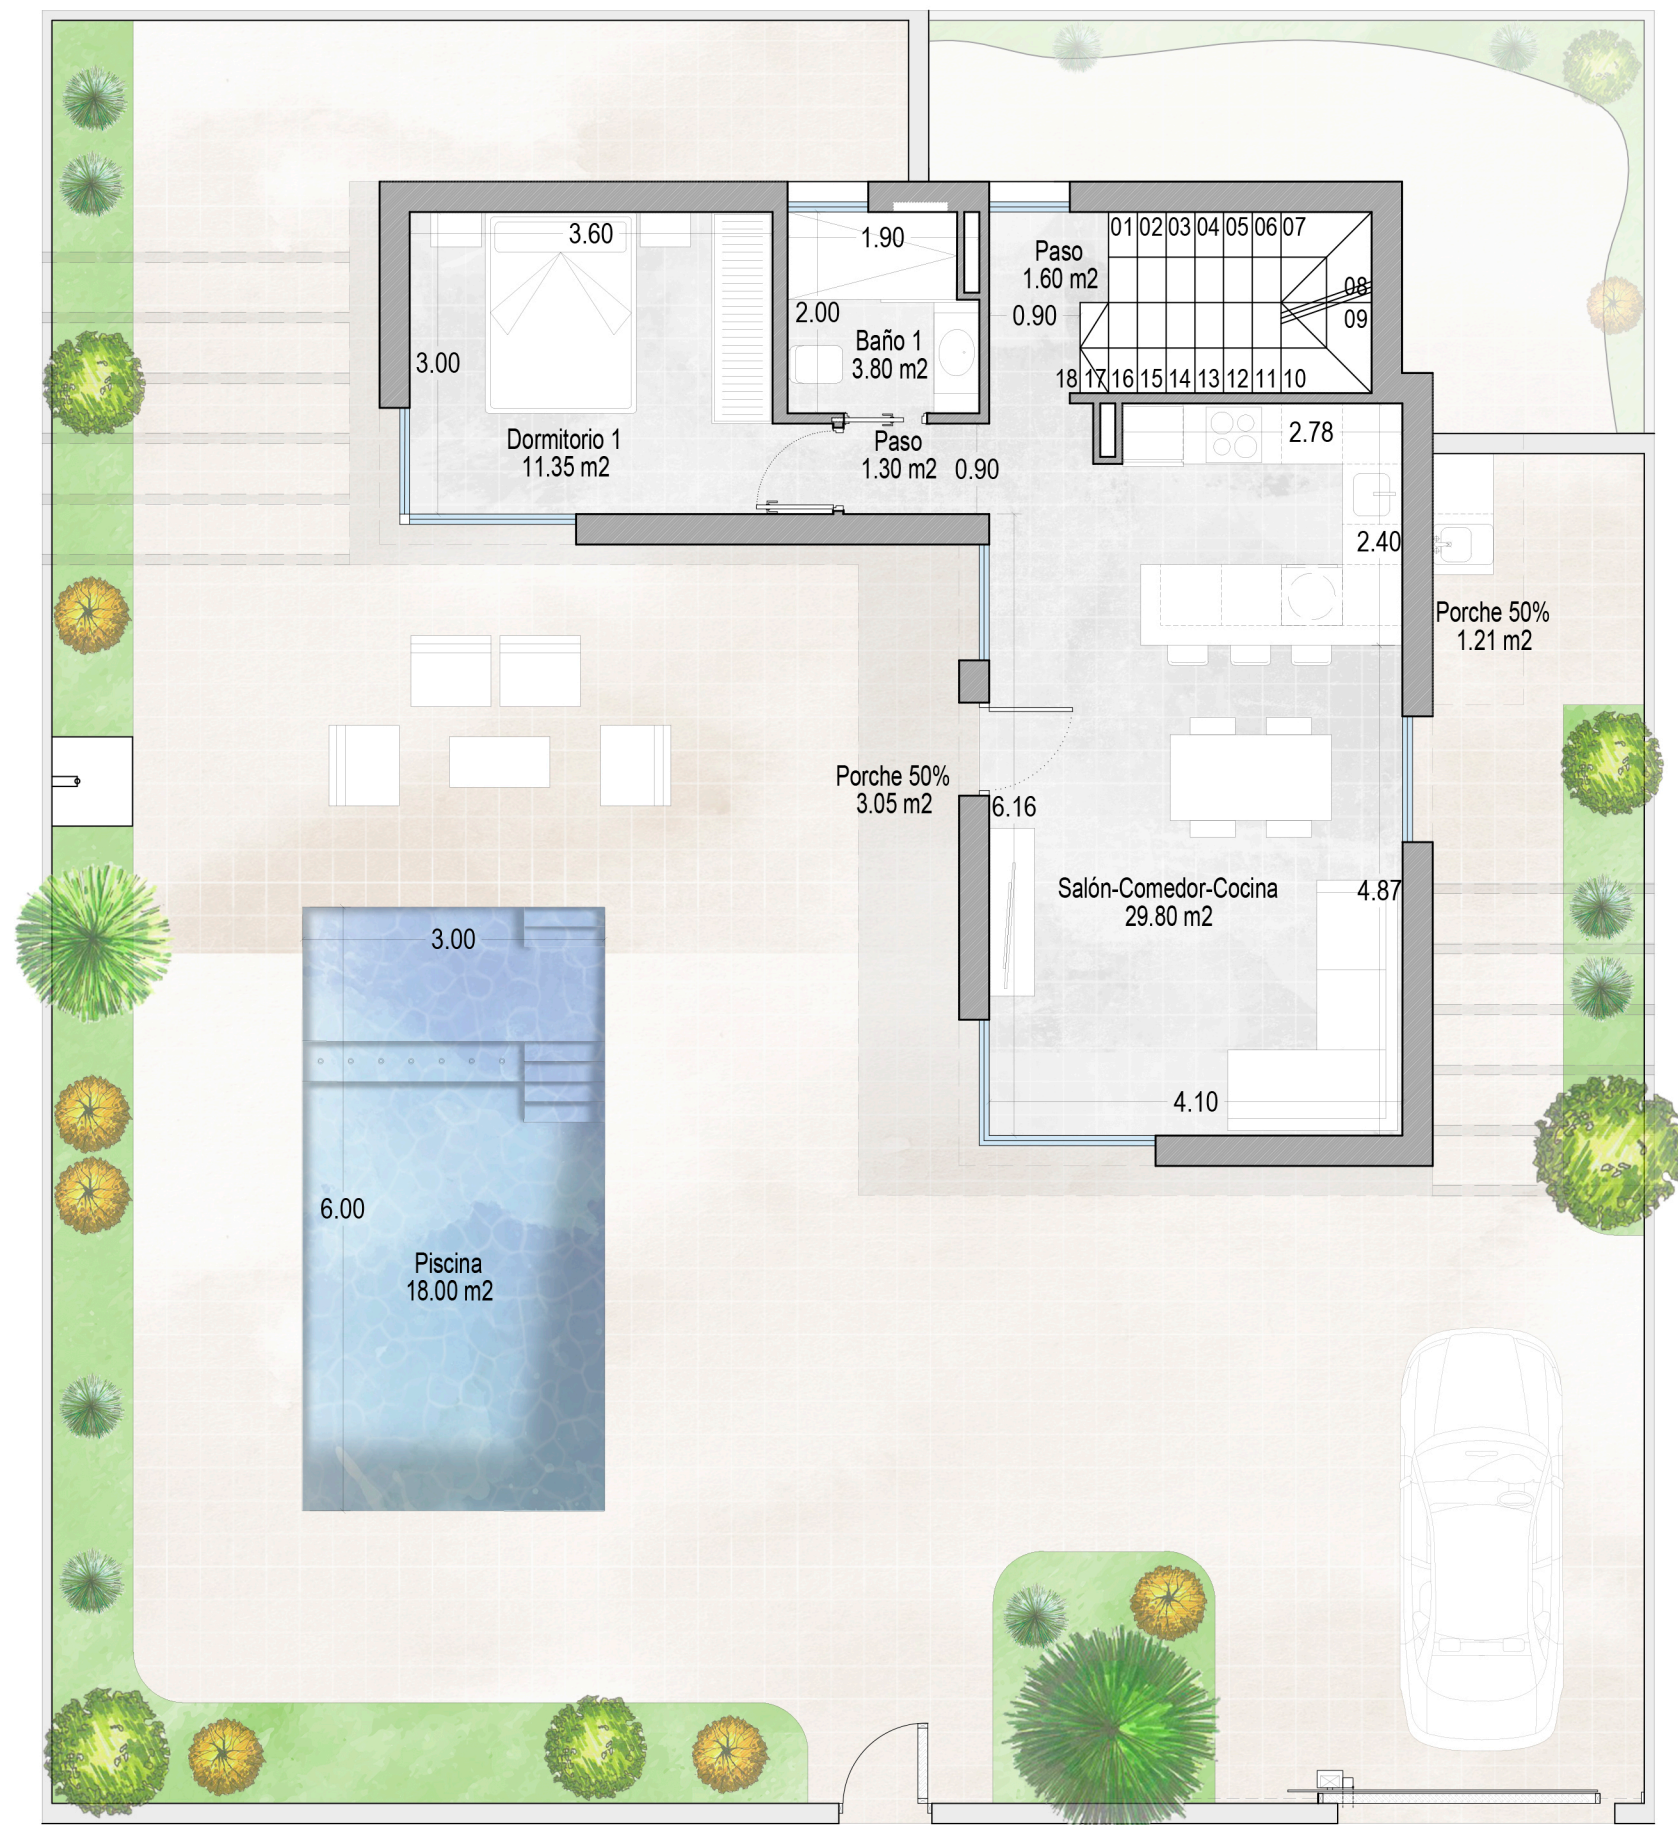 01 02 03 04 05 06 07
3.60
1.90
Paso
1.60 m2
08
09
0.90
2.00
Baño 1
3.80 m2
3.00
18 17 16 15 14 13 12 11 10
2.78
Dormitorio 1
11.35 m2
Paso
1.30 m2
0.90
2.40
Porche 50%
1.21 m2
Porche 50%
3.05 m2
6.16
Salón-Comedor-Cocina
29.80 m2
4.87
3.00
4.10
6.00
Piscina
18.00 m2